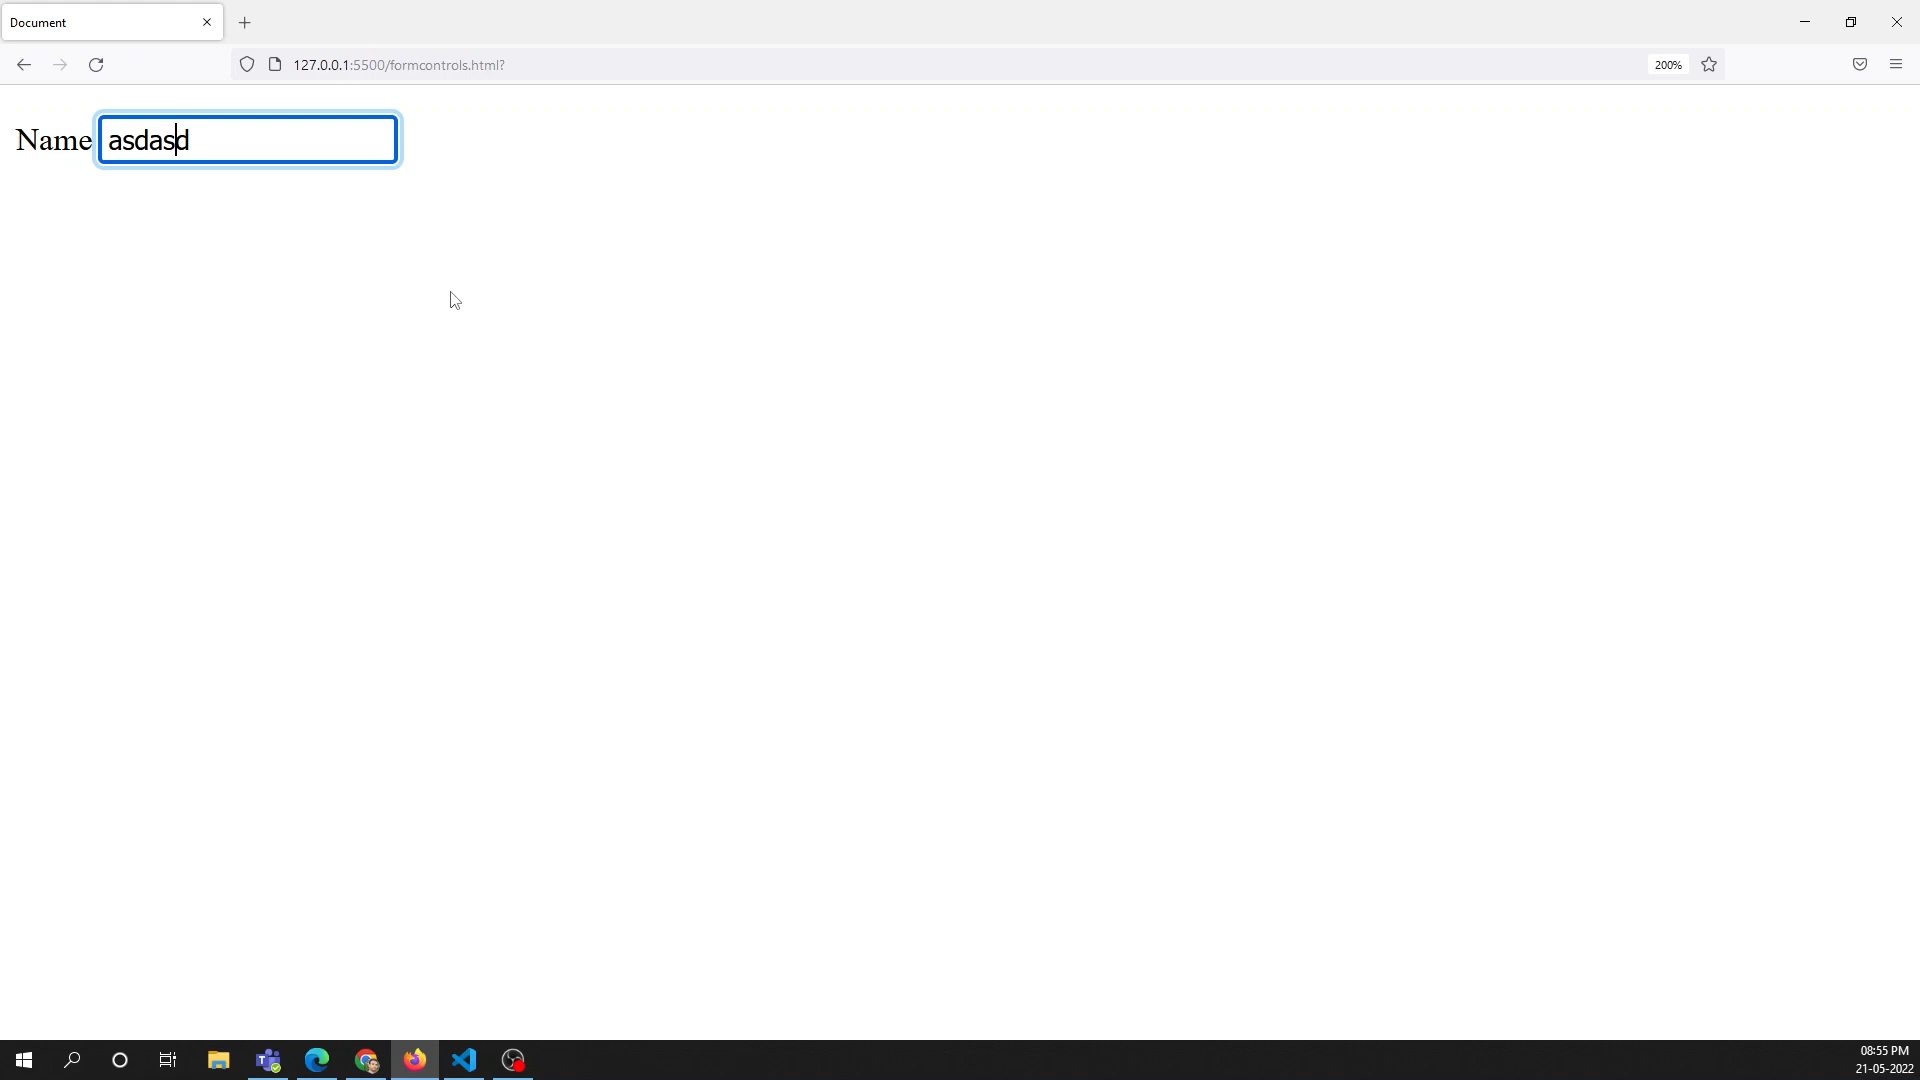 Document
127.0.0.1:5500/formcontrols.html?
200%
Name asdasd
08:55 PM
21-05-2022